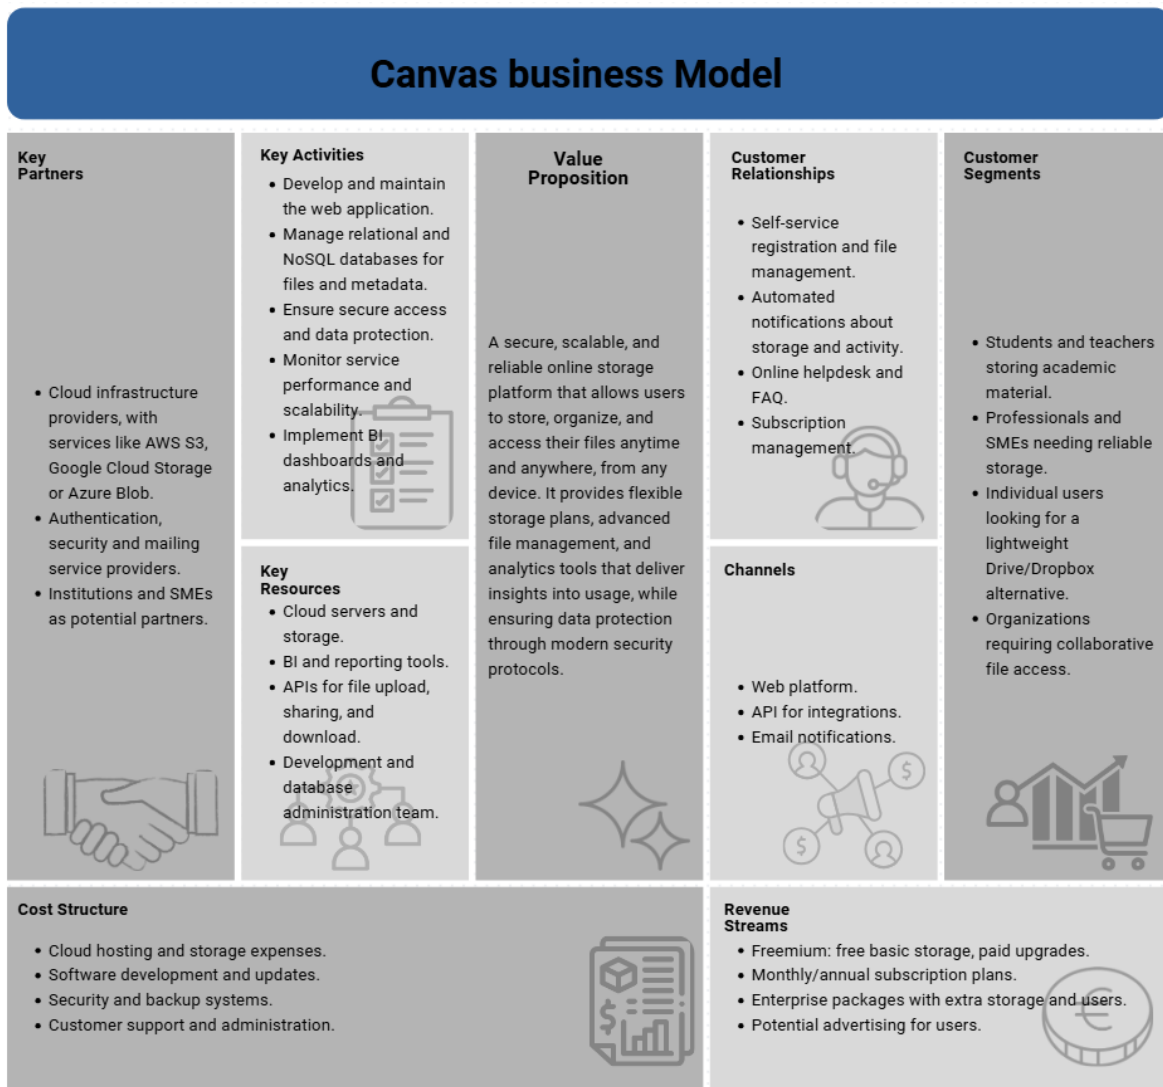 Canvas business Model
Key
Partners
• Cloud infrastructure
providers, with
services like AWS S3,
Google Cloud Storage
or Azure Blob.
• Authentication,
security and mailing
service providers.
• Institutions and SMEs
as potential partners.
Key Activities
• Develop and maintain
the web application.
• Manage relational and
NoSQL databases for
files and metadata.
• Ensure secure access
and data protection.
• Monitor service
performance and
scalability.
• Implement BI
dashboards and
analytics.
Key
Resources
• Cloud servers and
storage.
• BI and reporting tools.
• APIs for file upload,
sharing, and
download.
• Development and
database
administration team.
Value
Proposition
A secure, scalable, and
reliable online storage
platform that allows users
to store, organize, and
access their files anytime
and anywhere, from any
device. It provides flexible
storage plans, advanced
file management, and
analytics tools that deliver
insights into usage, while
ensuring data protection
through modern security
protocols.
Customer
Relationships
• Self-service
registration and file
management.
• Automated
notifications about
storage and activity.
• Online helpdesk and
FAQ.
• Subscription
management.
Channels
• Web platform.
• API for integrations.
• Email notifications.
Customer
Segments
• Students and teachers
storing academic
material.
• Professionals and
SMEs needing reliable
storage.
• Individual users
looking for a
lightweight
Drive/Dropbox
alternative.
• Organizations
requiring collaborative
file access.
Cost Structure
• Cloud hosting and storage expenses.
• Software development and updates.
• Security and backup systems.
• Customer support and administration.
Revenue
Streams
• Freemium: free basic storage, paid upgrades.
• Monthly/annual subscription plans.
• Enterprise packages with extra storage and users.
• Potential advertising for users.